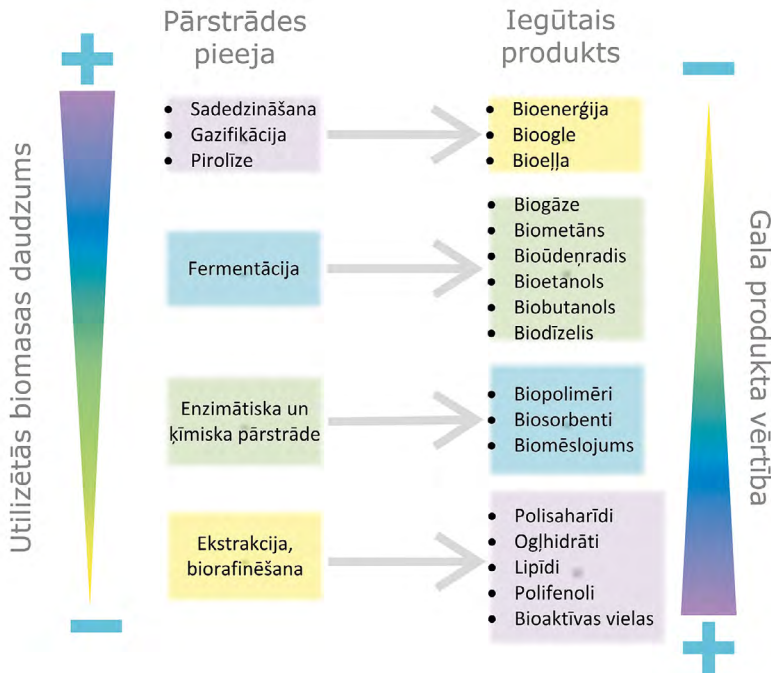 Pārstrādes
pieeja
Iegūtais
produkts
Utilizētās biomasas daudzums
• Sadedzināšana
• Gazifikācija
• Pirolīze
• Bioenerģija
• Bioogle
• Bioeļļa
Fermentācija
• Biogāze
• Biometāns
• Bioūdeņradis
• Bioetanols
• Biobutanols
• Biodīzelis
Enzimātiska un
ķīmiska pārstrāde
• Biopolimēri
• Biosorbenti
• Biomēslojums
Ekstrakcija,
biorafinēšana
• Polisaharīdi
• Ogļhidrāti
• Lipīdi
• Polifenoli
• Bioaktīvas vielas
Gala produkta vērtība